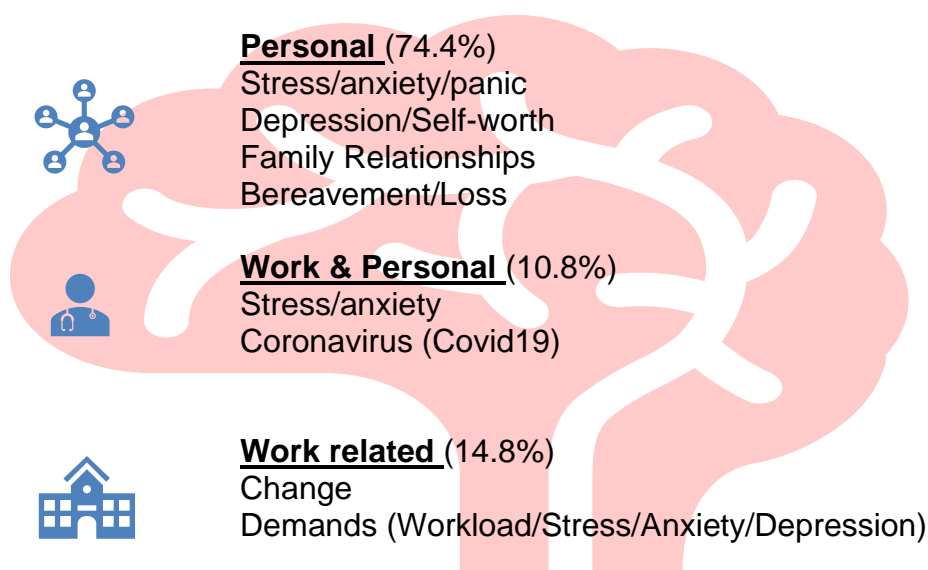 Personal (74.4%)
Stress/anxiety/panic
Depression/Self-worth
Family Relationships
Bereavement/Loss
Work & Personal (10.8%)
Stress/anxiety
Coronavirus (Covid19)
Work related (14.8%)
Change
Demands (Workload/Stress/Anxiety/Depression)